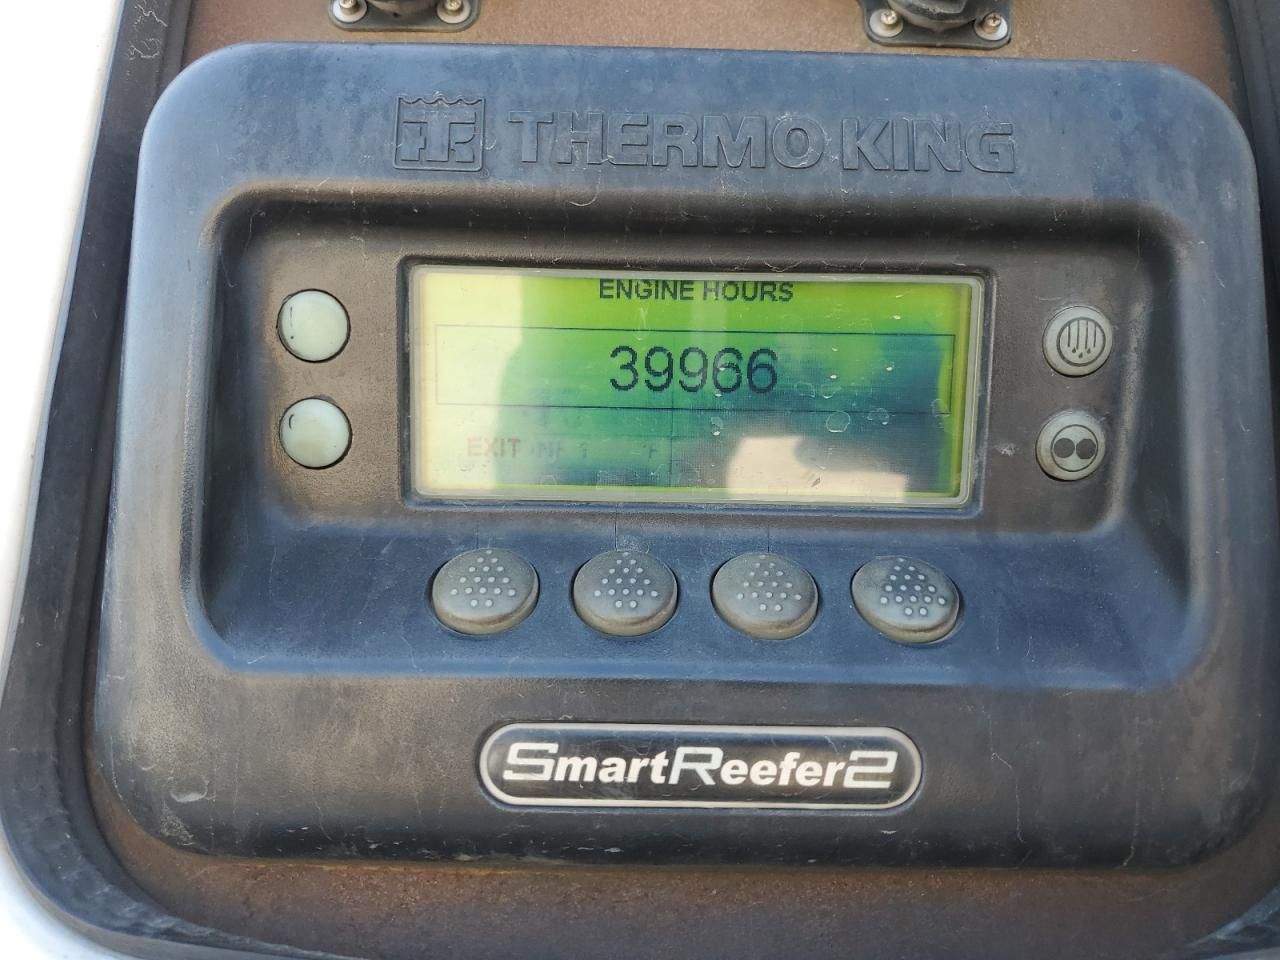 THERMO KING
ENGINE HOURS
39966
EXIT
SmartReefer2